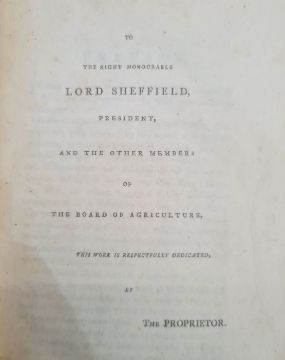 TO
THE RIGHT HONOURABLE
LORD SHEFFIELD,
PRESIDENT,
AND THE OTHER MEMBERS
OF
THE BOARD OF AGRICULTURE,
THIS WORK IS RESPECTFULLY DEDICATED,
BY
THE PROPRIETOR.